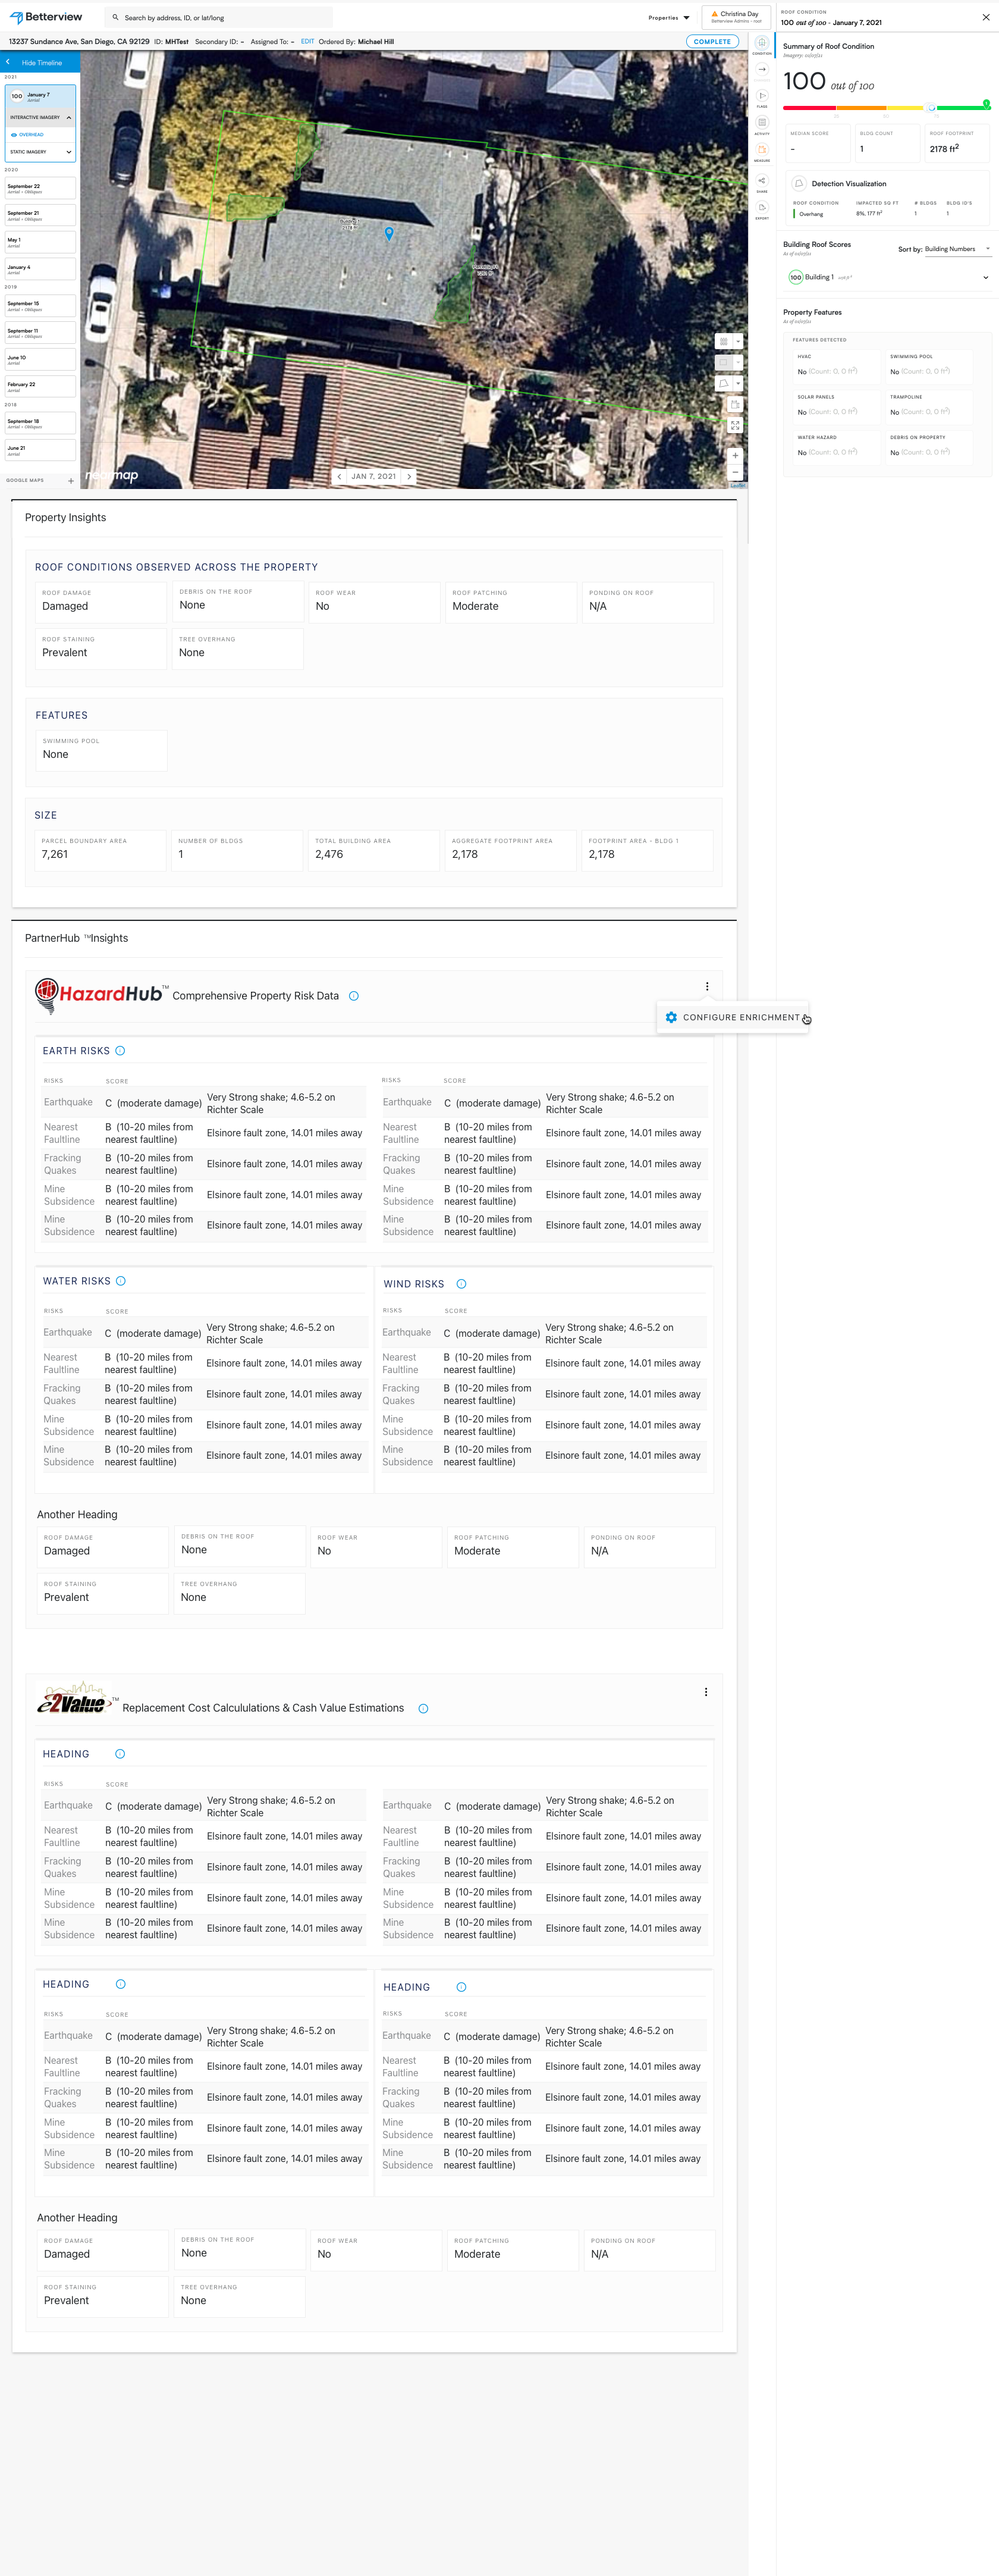 Betterview
Search by address, ID, or lat/long
Properties
Christina Day
Betterview Admins - root
13237 Sundance Ave, San Diego, CA 92129 ID: MHTest Secondary ID: - Assigned To: - EDIT Ordered By: Michael Hill
COMPLETE
Hide Timeline
2021
100
January 7
Aerial
INTERACTIVE IMAGERY
OVERHEAD
STATIC IMAGERY
2020
September 22
Aerial + Obliques
September 21
Aerial + Obliques
May 1
Aerial
January 4
Aerial
2019
September 15
Aerial + Obliques
September 11
Aerial + Obliques
June 10
Aerial
February 22
Aerial
2018
September 18
Aerial + Obliques
June 21
Aerial
GOOGLE MAPS
nearmap
JAN 7, 2021
Leaflet
CONDITION
FLAGS
ACTIVITY
MEASURE
SHARE
EXPORT
ROOF CONDITION
100 out of 100 - January 7, 2021
Summary of Roof Condition
100 out of 100
MEDIAN SCORE
-
BLDG COUNT
1
ROOF FOOTPRINT
2178 ft²
Detection Visualization
ROOF CONDITION IMPACTED SQ FT # BLDGS BLDG ID'S
Overhang 8%, 177 ft² 1 1
Building Roof Scores
Sort by: Building Numbers
100 Building 1
Property Features
FEATURES DETECTED
HVAC
No (Count: 0, 0 ft²)
SWIMMING POOL
No (Count: 0, 0 ft²)
SOLAR PANELS
No (Count: 0, 0 ft²)
TRAMPOLINE
No (Count: 0, 0 ft²)
WATER HAZARD
No (Count: 0, 0 ft²)
DEBRIS ON PROPERTY
No (Count: 0, 0 ft²)
Property Insights
ROOF CONDITIONS OBSERVED ACROSS THE PROPERTY
ROOF DAMAGE
Damaged
DEBRIS ON THE ROOF
None
ROOF WEAR
No
ROOF PATCHING
Moderate
PONDING ON ROOF
N/A
ROOF STAINING
Prevalent
TREE OVERHANG
None
FEATURES
SWIMMING POOL
None
SIZE
PARCEL BOUNDARY AREA
7,261
NUMBER OF BLDGS
1
TOTAL BUILDING AREA
2,476
AGGREGATE FOOTPRINT AREA
2,178
FOOTPRINT AREA - BLDG 1
2,178
PartnerHub ™Insights
HazardHub™ Comprehensive Property Risk Data
CONFIGURE ENRICHMENT
EARTH RISKS
RISKS SCORE
Earthquake C (moderate damage) Very Strong shake; 4.6-5.2 on
Richter Scale
Nearest B (10-20 miles from Elsinore fault zone, 14.01 miles away
Faultline nearest faultline)
Fracking B (10-20 miles from Elsinore fault zone, 14.01 miles away
Quakes nearest faultline)
Mine B (10-20 miles from Elsinore fault zone, 14.01 miles away
Subsidence nearest faultline)
Mine B (10-20 miles from Elsinore fault zone, 14.01 miles away
Subsidence nearest faultline)
RISKS SCORE
Earthquake C (moderate damage) Very Strong shake; 4.6-5.2 on
Richter Scale
Nearest B (10-20 miles from Elsinore fault zone, 14.01 miles away
Faultline nearest faultline)
Fracking B (10-20 miles from Elsinore fault zone, 14.01 miles away
Quakes nearest faultline)
Mine B (10-20 miles from Elsinore fault zone, 14.01 miles away
Subsidence nearest faultline)
Mine B (10-20 miles from Elsinore fault zone, 14.01 miles away
Subsidence nearest faultline)
WATER RISKS
RISKS SCORE
Earthquake C (moderate damage) Very Strong shake; 4.6-5.2 on
Richter Scale
Nearest B (10-20 miles from Elsinore fault zone, 14.01 miles away
Faultline nearest faultline)
Fracking B (10-20 miles from Elsinore fault zone, 14.01 miles away
Quakes nearest faultline)
Mine B (10-20 miles from Elsinore fault zone, 14.01 miles away
Subsidence nearest faultline)
Mine B (10-20 miles from Elsinore fault zone, 14.01 miles away
Subsidence nearest faultline)
WIND RISKS
RISKS SCORE
Earthquake C (moderate damage) Very Strong shake; 4.6-5.2 on
Richter Scale
Nearest B (10-20 miles from Elsinore fault zone, 14.01 miles away
Faultline nearest faultline)
Fracking B (10-20 miles from Elsinore fault zone, 14.01 miles away
Quakes nearest faultline)
Mine B (10-20 miles from Elsinore fault zone, 14.01 miles away
Subsidence nearest faultline)
Mine B (10-20 miles from Elsinore fault zone, 14.01 miles away
Subsidence nearest faultline)
Another Heading
ROOF DAMAGE
Damaged
DEBRIS ON THE ROOF
None
ROOF WEAR
No
ROOF PATCHING
Moderate
PONDING ON ROOF
N/A
ROOF STAINING
Prevalent
TREE OVERHANG
None
e2Value™ Replacement Cost Calcululations & Cash Value Estimations
HEADING
RISKS SCORE
Earthquake C (moderate damage) Very Strong shake; 4.6-5.2 on
Richter Scale
Nearest B (10-20 miles from Elsinore fault zone, 14.01 miles away
Faultline nearest faultline)
Fracking B (10-20 miles from Elsinore fault zone, 14.01 miles away
Quakes nearest faultline)
Mine B (10-20 miles from Elsinore fault zone, 14.01 miles away
Subsidence nearest faultline)
Mine B (10-20 miles from Elsinore fault zone, 14.01 miles away
Subsidence nearest faultline)
Earthquake C (moderate damage) Very Strong shake; 4.6-5.2 on
Richter Scale
Nearest B (10-20 miles from Elsinore fault zone, 14.01 miles away
Faultline nearest faultline)
Fracking B (10-20 miles from Elsinore fault zone, 14.01 miles away
Quakes nearest faultline)
Mine B (10-20 miles from Elsinore fault zone, 14.01 miles away
Subsidence nearest faultline)
Mine B (10-20 miles from Elsinore fault zone, 14.01 miles away
Subsidence nearest faultline)
HEADING
RISKS SCORE
Earthquake C (moderate damage) Very Strong shake; 4.6-5.2 on
Richter Scale
Nearest B (10-20 miles from Elsinore fault zone, 14.01 miles away
Faultline nearest faultline)
Fracking B (10-20 miles from Elsinore fault zone, 14.01 miles away
Quakes nearest faultline)
Mine B (10-20 miles from Elsinore fault zone, 14.01 miles away
Subsidence nearest faultline)
Mine B (10-20 miles from Elsinore fault zone, 14.01 miles away
Subsidence nearest faultline)
HEADING
RISKS SCORE
Earthquake C (moderate damage) Very Strong shake; 4.6-5.2 on
Richter Scale
Nearest B (10-20 miles from Elsinore fault zone, 14.01 miles away
Faultline nearest faultline)
Fracking B (10-20 miles from Elsinore fault zone, 14.01 miles away
Quakes nearest faultline)
Mine B (10-20 miles from Elsinore fault zone, 14.01 miles away
Subsidence nearest faultline)
Mine B (10-20 miles from Elsinore fault zone, 14.01 miles away
Subsidence nearest faultline)
Another Heading
ROOF DAMAGE
Damaged
DEBRIS ON THE ROOF
None
ROOF WEAR
No
ROOF PATCHING
Moderate
PONDING ON ROOF
N/A
ROOF STAINING
Prevalent
TREE OVERHANG
None